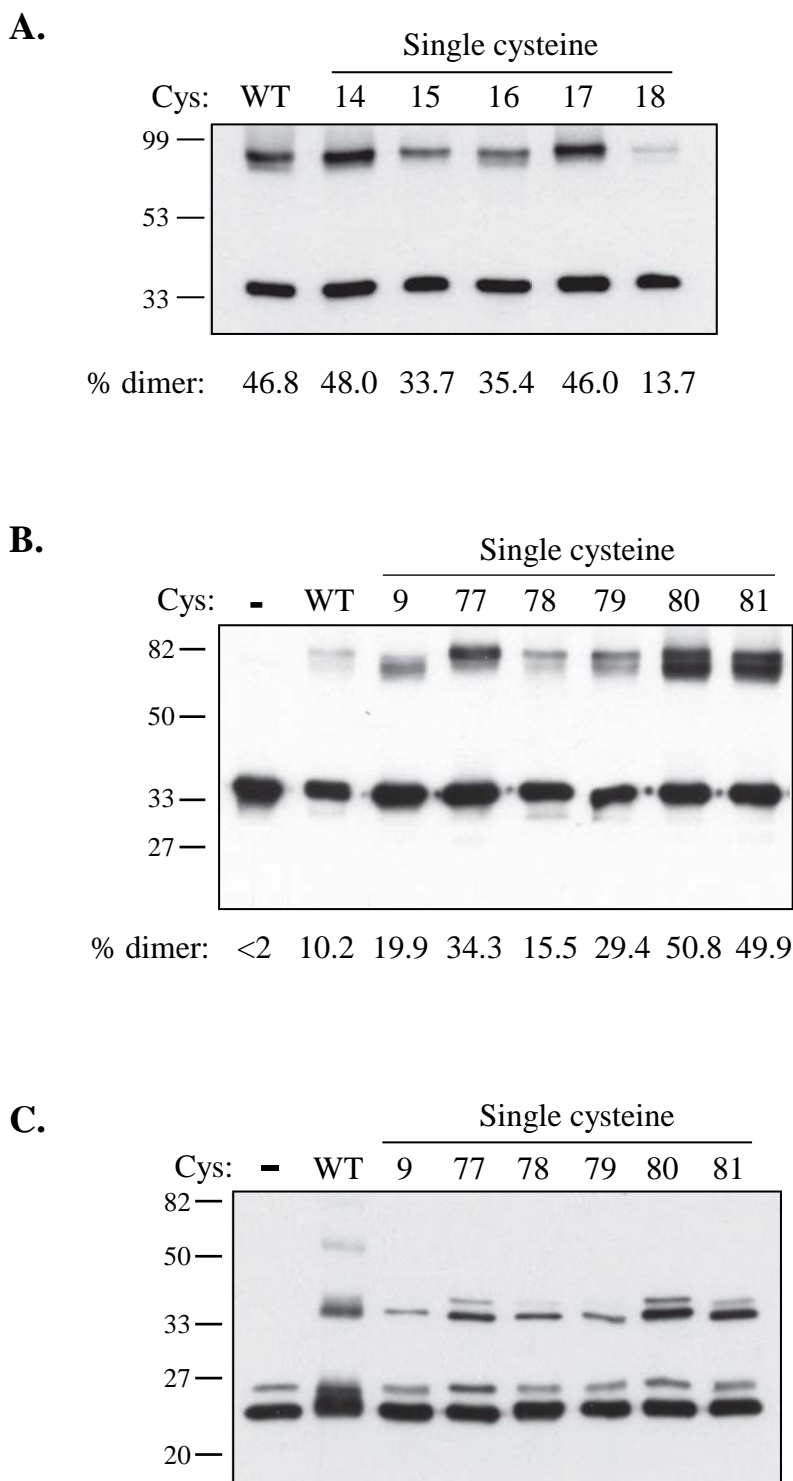 A.
Single cysteine
Cys: WT 14 15 16 17 18
99
53
33
% dimer: 46.8 48.0 33.7 35.4 46.0 13.7
B.
Single cysteine
Cys: - WT 9 77 78 79 80 81
82
50
33
27
% dimer: <2 10.2 19.9 34.3 15.5 29.4 50.8 49.9
C.
Single cysteine
Cys: - WT 9 77 78 79 80 81
82
50
33
27
20